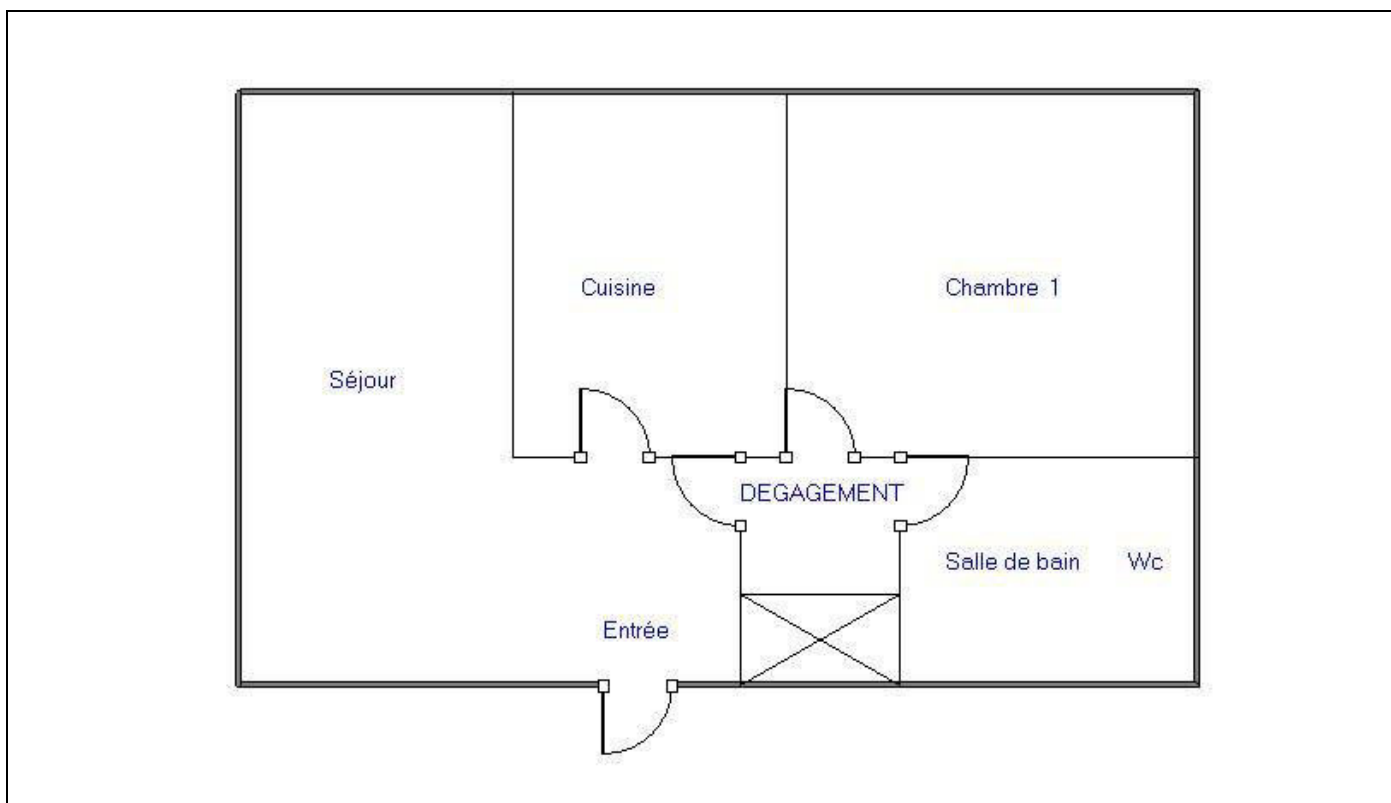 Cuisine
Chambre 1
Séjour
DEGAGEMENT
Salle de bain Wc
Entrée